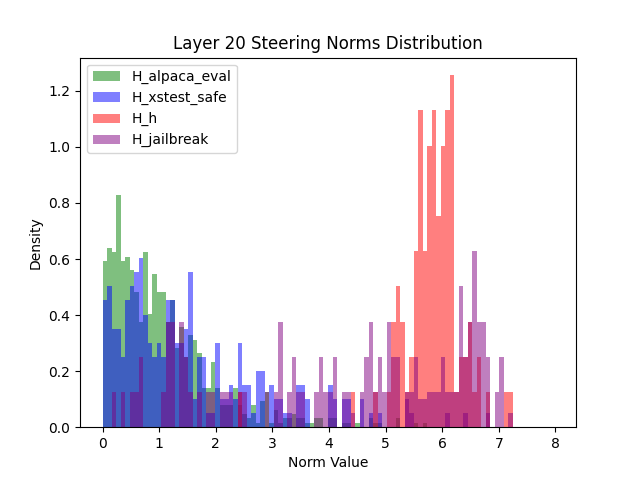 Layer 20 Steering Norms Distribution
H_alpaca_eval
H_xstest_safe
H_h
H_jailbreak
1.2
1.0
0.8
0.6
0.4
0.2
0.0
Density
0 1 2 3 4 5 6 7 8
Norm Value